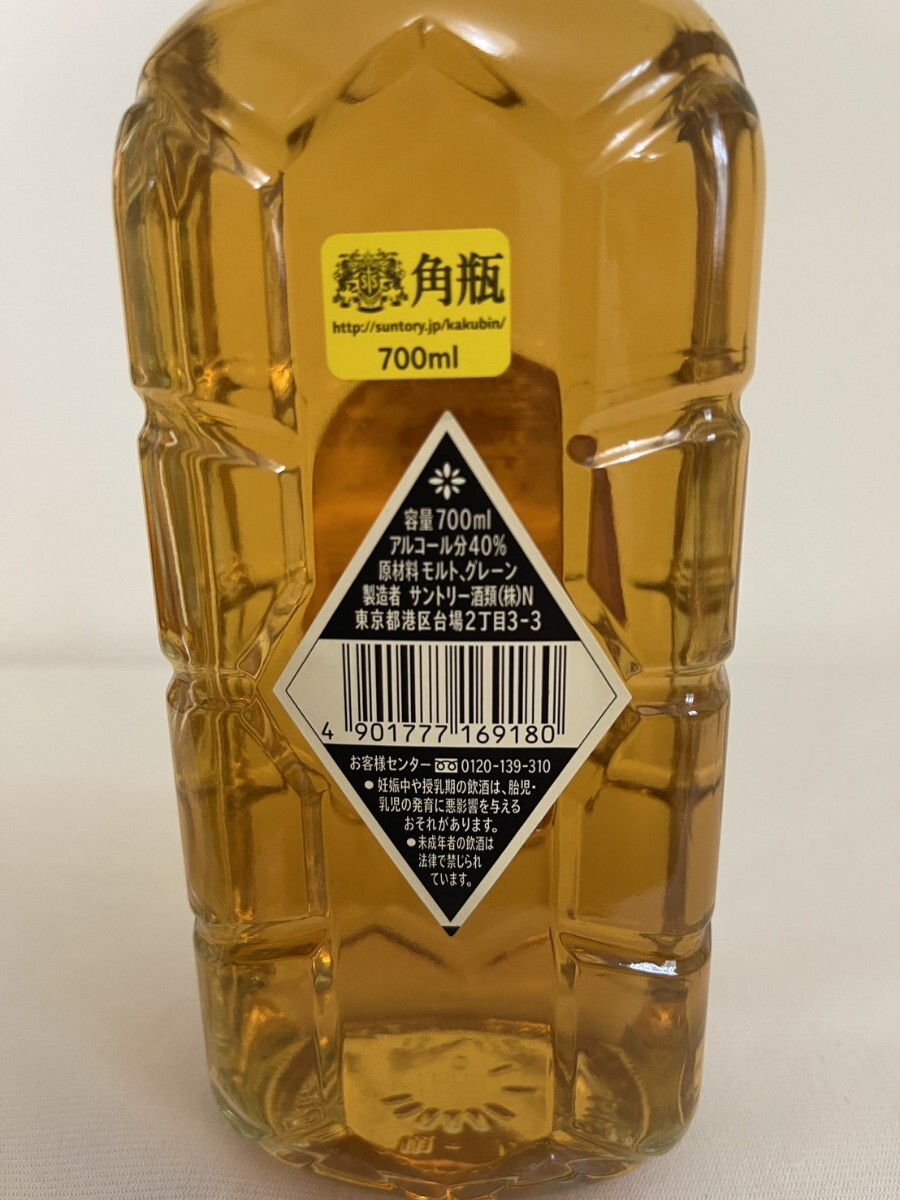 角瓶
http://suntory.jp/kakubin/
700ml
容量700ml
アルコール分40%
原材料 モルト、グレーン
製造者 サントリー酒類(株)N
東京都港区台場2丁目3-3
4 901777 169180
お客様センター 0120-139-310
●妊娠中や授乳期の飲酒は、胎児・
乳児の発育に悪影響を与える
おそれがあります。
●未成年者の飲酒は
法律で禁じられ
ています。